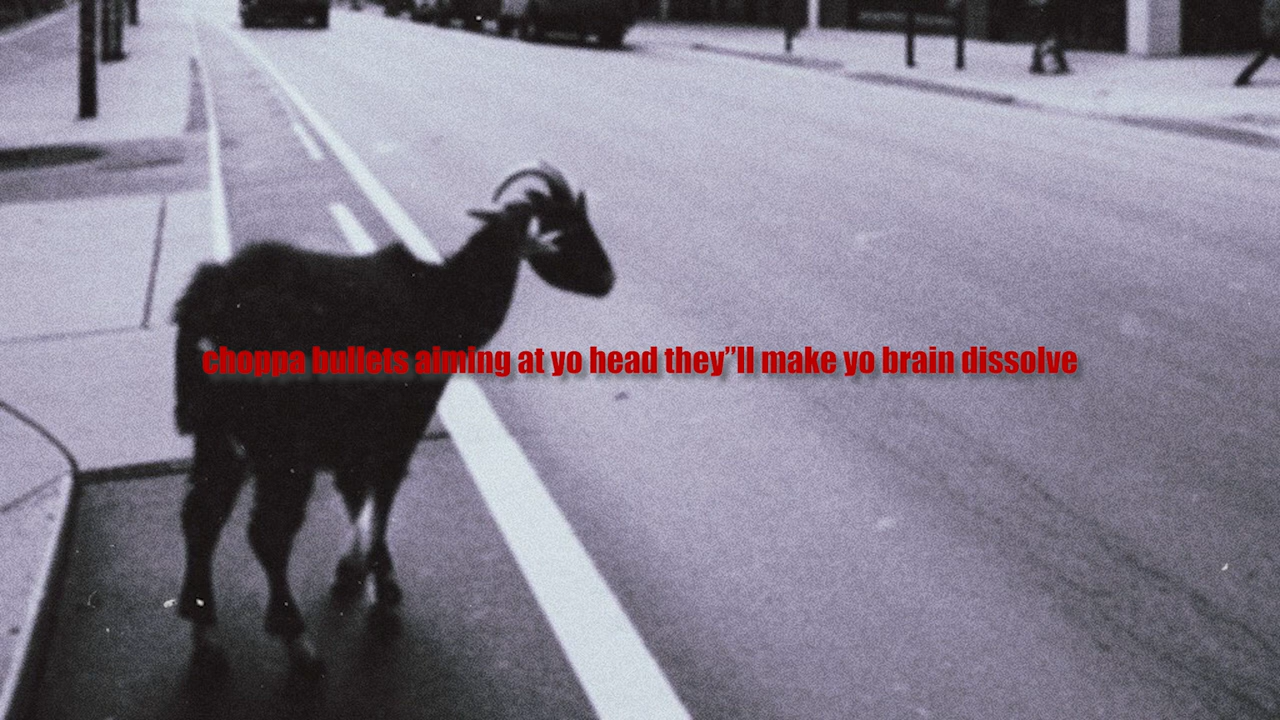 choppa bullets aiming at yo head they”ll make yo brain dissolve